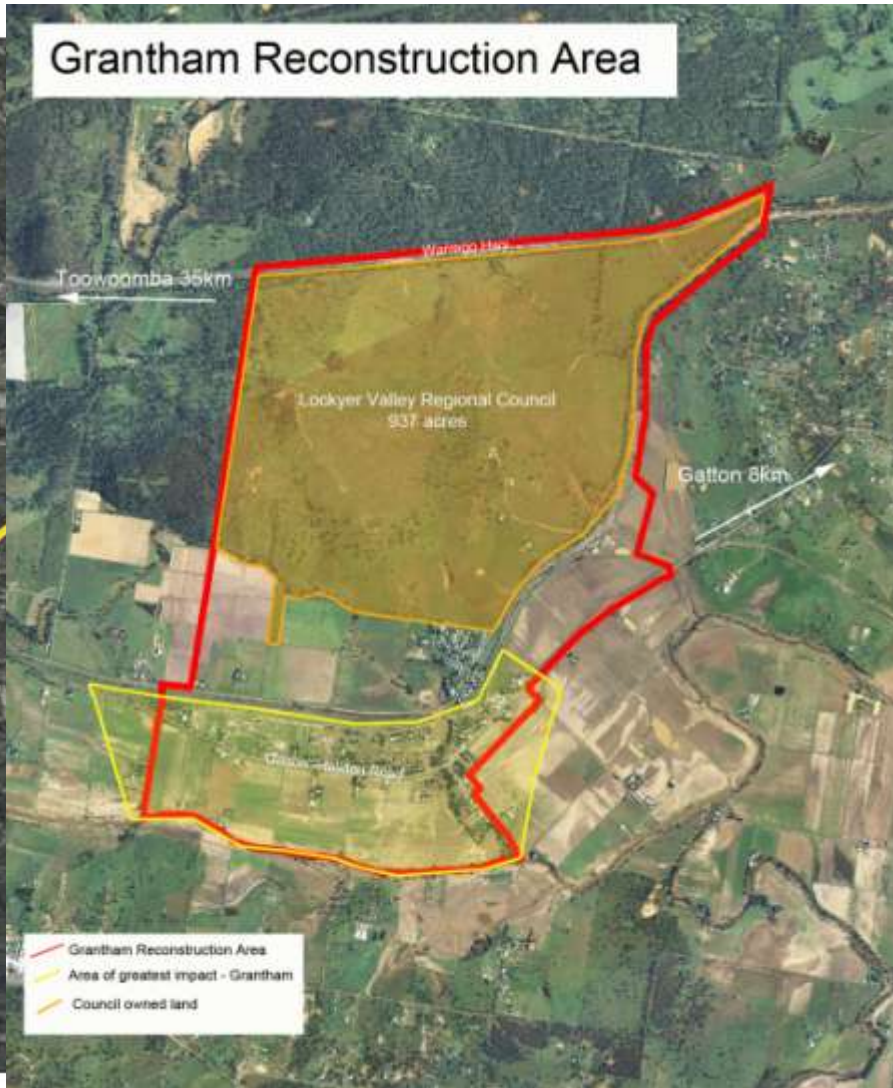 Grantham Reconstruction Area
Warrego Hwy
Toowoomba 35km
Lockyer Valley Regional Council
937 acres
Gatton 8km
Road
Grantham Reconstruction Area
Area of greatest impact - Grantham
Council owned land